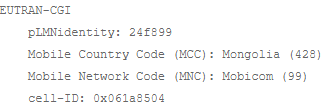 EUTRAN-CGI
pLMNidentity: 24f899
Mobile Country Code (MCC): Mongolia (428)
Mobile Network Code (MNC): Mobicom (99)
cell-ID: 0x061a8504